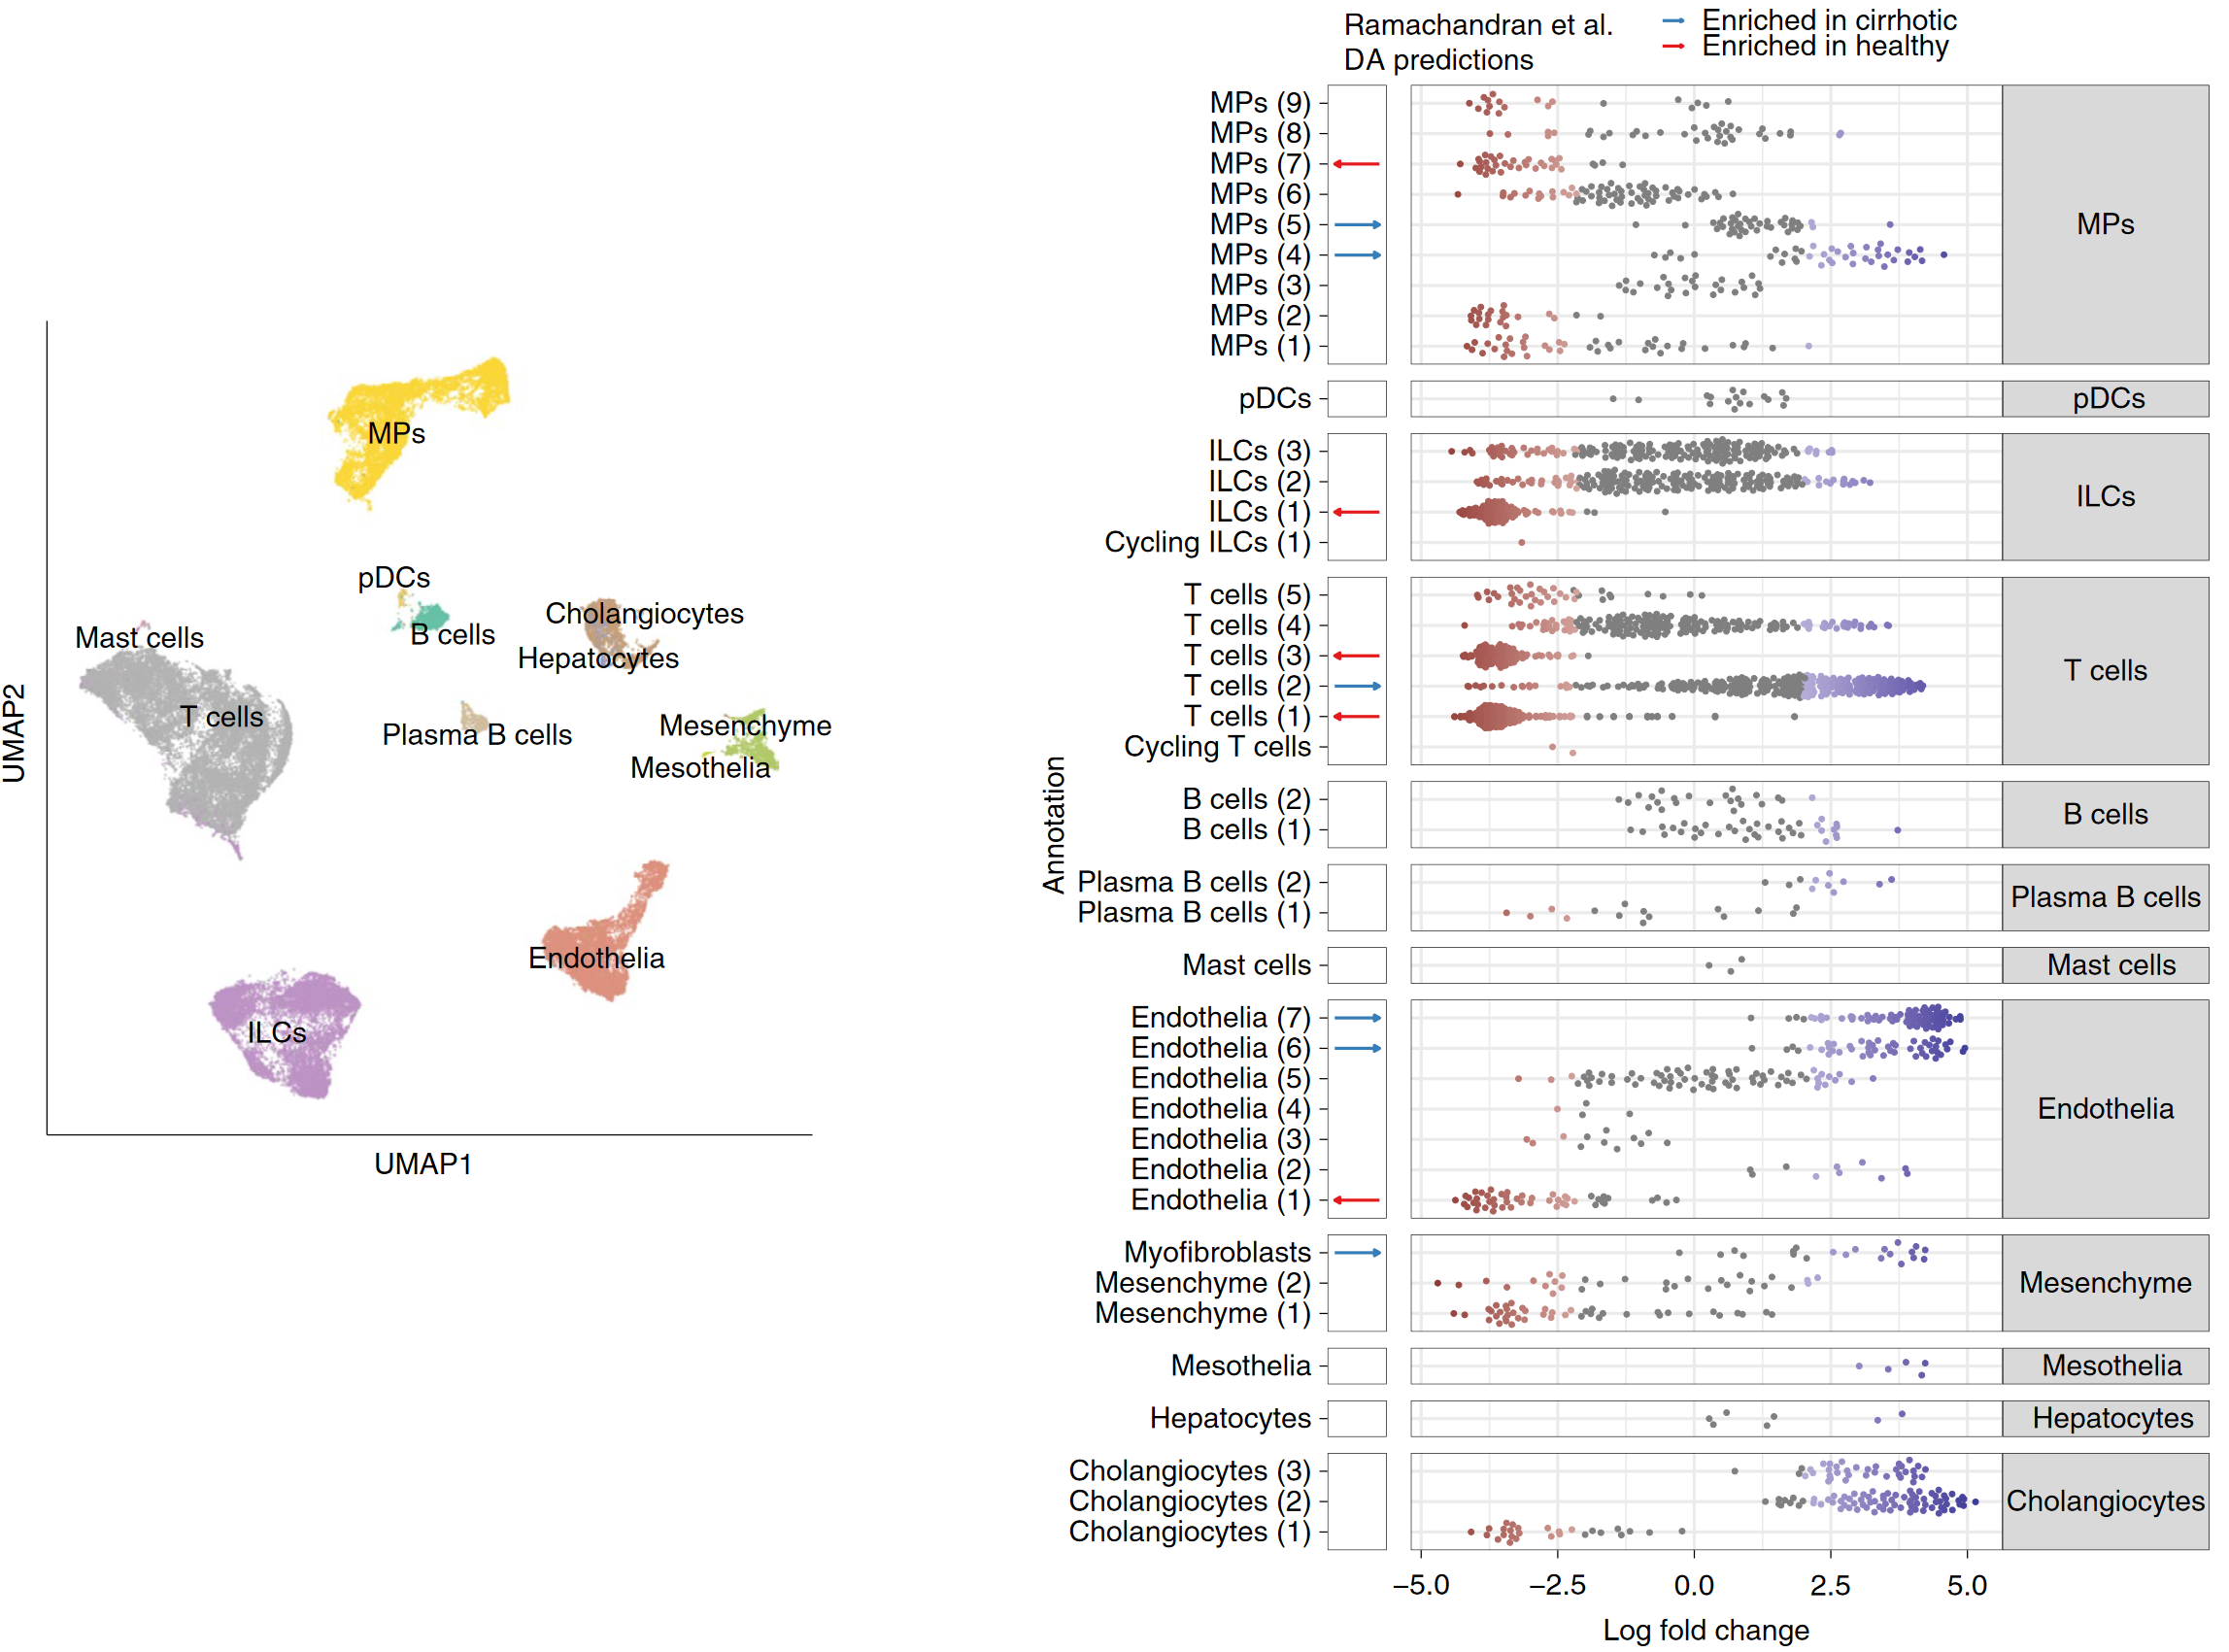 UMAP2
MPs
pDCs
B cells
Cholangiocytes
Hepatocytes
Mast cells
T cells
Plasma B cells
Mesenchyme
Mesothelia
Endothelia
ILCs
UMAP1
Ramachandran et al.
DA predictions
Enriched in cirrhotic
Enriched in healthy
Annotation
MPs (9)
MPs (8)
MPs (7)
MPs (6)
MPs (5)
MPs (4)
MPs (3)
MPs (2)
MPs (1)
MPs
pDCs
pDCs
ILCs (3)
ILCs (2)
ILCs (1)
Cycling ILCs (1)
ILCs
T cells (5)
T cells (4)
T cells (3)
T cells (2)
T cells (1)
Cycling T cells
T cells
B cells (2)
B cells (1)
B cells
Plasma B cells (2)
Plasma B cells (1)
Plasma B cells
Mast cells
Mast cells
Endothelia (7)
Endothelia (6)
Endothelia (5)
Endothelia (4)
Endothelia (3)
Endothelia (2)
Endothelia (1)
Endothelia
Myofibroblasts
Mesenchyme (2)
Mesenchyme (1)
Mesenchyme
Mesothelia
Mesothelia
Hepatocytes
Hepatocytes
Cholangiocytes (3)
Cholangiocytes (2)
Cholangiocytes (1)
Cholangiocytes
−5.0 −2.5 0.0 2.5 5.0
Log fold change